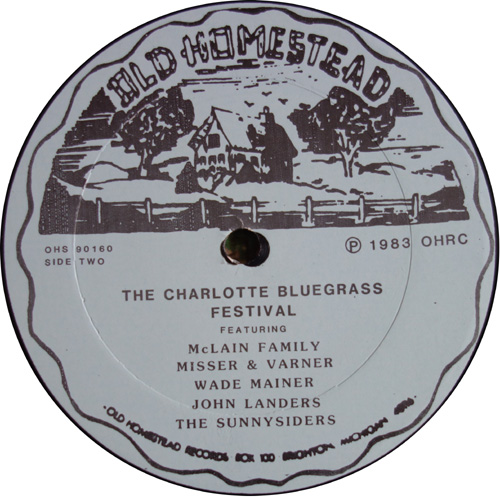 OLD HOMESTEAD
OHS 90160
SIDE TWO
℗ 1983 OHRC
THE CHARLOTTE BLUEGRASS
FESTIVAL
FEATURING
McLAIN FAMILY
MISSER & VARNER
WADE MAINER
JOHN LANDERS
THE SUNNYSIDERS
OLD HOMESTEAD RECORDS BOX 100 BRIGHTON, MICHIGAN 48116